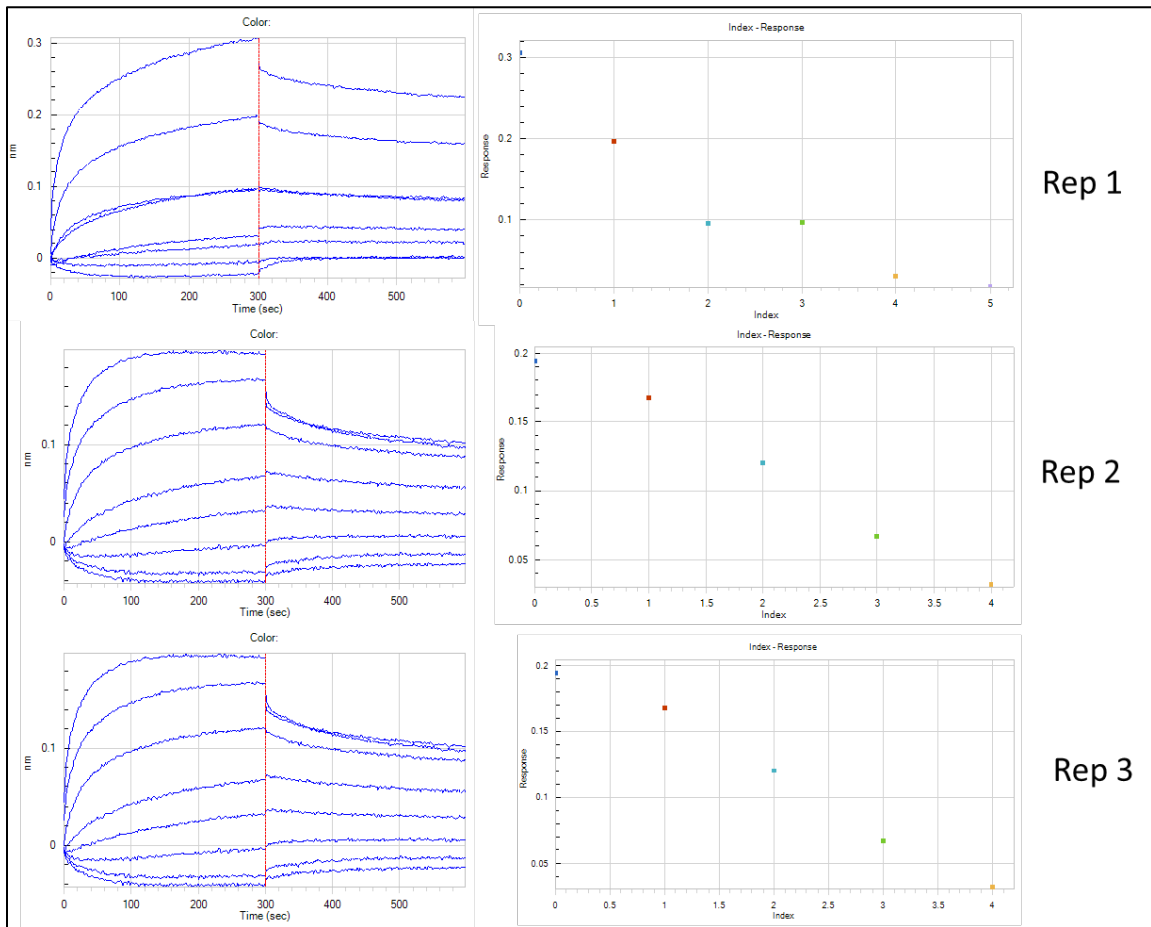 Color:
nm
0.3
0.2
0.1
0
0 100 200 300 400 500
Time (sec)
Index - Response
Response
0.3
0.2
0.1
0 1 2 3 4 5
Index
Rep 1
Color:
nm
0.1
0
0 100 200 300 400 500
Time (sec)
Index - Response
Response
0.2
0.15
0.1
0.05
0 0.5 1 1.5 2 2.5 3 3.5 4
Index
Rep 2
Color:
nm
0.1
0
0 100 200 300 400 500
Time (sec)
Index - Response
Response
0.2
0.15
0.1
0.05
0 0.5 1 1.5 2 2.5 3 3.5 4
Index
Rep 3